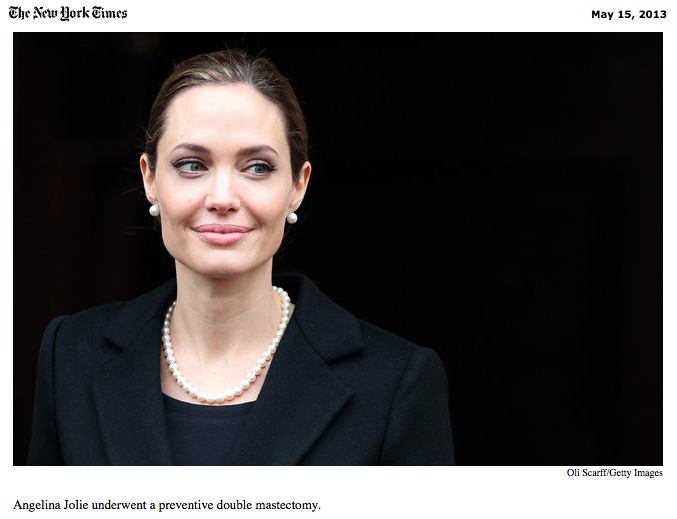 The New York Times
May 15, 2013
Oli Scarff/Getty Images
Angelina Jolie underwent a preventive double mastectomy.